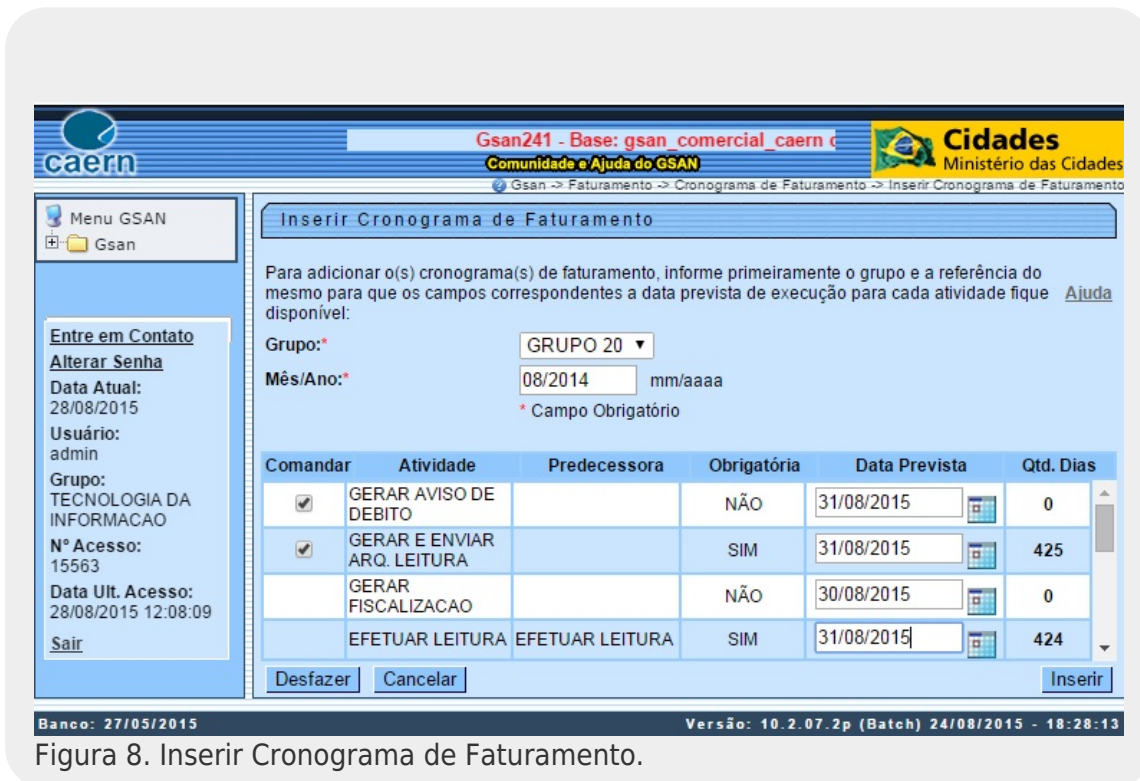 caern
Gsan241 - Base: gsan_comercial_caern
Comunidade e Ajuda do GSAN
Cidades
Ministério das Cidades
Gsan -> Faturamento -> Cronograma de Faturamento -> Inserir Cronograma de Faturamento
Menu GSAN
Gsan
Entre em Contato
Alterar Senha
Data Atual:
28/08/2015
Usuário:
admin
Grupo:
TECNOLOGIA DA
INFORMACAO
Nº Acesso:
15563
Data Ult. Acesso:
28/08/2015 12:08:09
Sair
Inserir Cronograma de Faturamento
Para adicionar o(s) cronograma(s) de faturamento, informe primeiramente o grupo e a referência do
mesmo para que os campos correspondentes a data prevista de execução para cada atividade fique Ajuda
disponível:
Grupo:* GRUPO 20
Mês/Ano:* 08/2014 mm/aaaa
* Campo Obrigatório
Comandar Atividade Predecessora Obrigatória Data Prevista Qtd. Dias
GERAR AVISO DE
DEBITO NÃO 31/08/2015 0
GERAR E ENVIAR
ARQ. LEITURA SIM 31/08/2015 425
GERAR
FISCALIZACAO NÃO 30/08/2015 0
EFETUAR LEITURA EFETUAR LEITURA SIM 31/08/2015 424
Desfazer Cancelar Inserir
Banco: 27/05/2015 Versão: 10.2.07.2p (Batch) 24/08/2015 - 18:28:13
Figura 8. Inserir Cronograma de Faturamento.